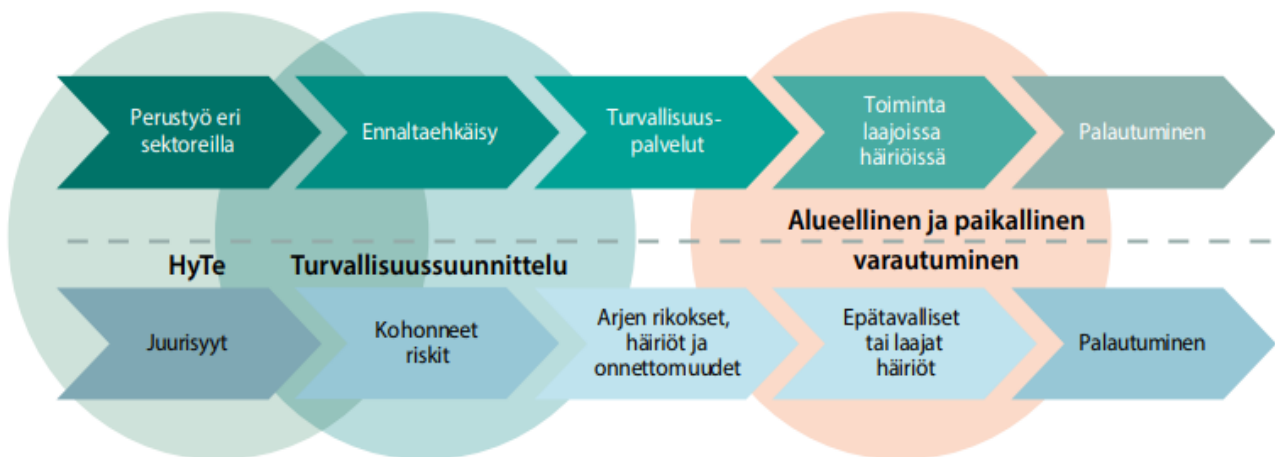 Perustyö eri
sektoreilla
Ennaltaehkäisy
Turvallisuus-
palvelut
Toiminta
laajoissa
häiriöissä
Palautuminen
HyTe
Turvallisuussuunnittelu
Alueellinen ja paikallinen
varautuminen
Juurisyyt
Kohonneet
riskit
Arjen rikokset,
häiriöt ja
onnettomuudet
Epätavalliset
tai laajat
häiriöt
Palautuminen